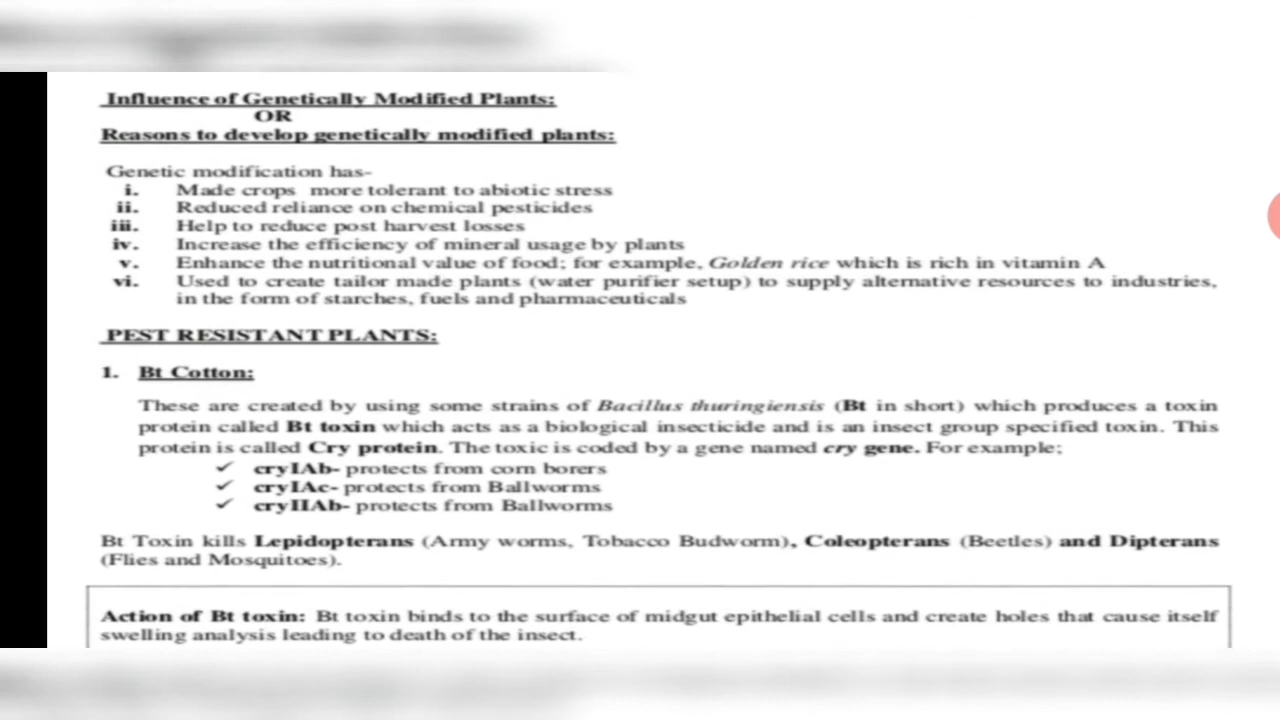 Influence of Genetically Modified Plants:
OR
Reasons to develop genetically modified plants:
Genetic modification has-
i. Made crops more tolerant to abiotic stress
ii. Reduced reliance on chemical pesticides
iii. Help to reduce post harvest losses
iv. Increase the efficiency of mineral usage by plants
v. Enhance the nutritional value of food; for example, Golden rice which is rich in vitamin A
vi. Used to create tailor made plants (water purifier setup) to supply alternative resources to industries,
in the form of starches, fuels and pharmaceuticals
PEST RESISTANT PLANTS:
1. Bt Cotton:
These are created by using some strains of Bacillus thuringiensis (Bt in short) which produces a toxin
protein called Bt toxin which acts as a biological insecticide and is an insect group specified toxin. This
protein is called Cry protein. The toxic is coded by a gene named cry gene. For example;
✓ cryIAb- protects from corn borers
✓ cryIAc- protects from Ballworms
✓ cryIIAb- protects from Ballworms
Bt Toxin kills Lepidopterans (Army worms, Tobacco Budworm), Coleopterans (Beetles) and Dipterans
(Flies and Mosquitoes).
Action of Bt toxin: Bt toxin binds to the surface of midgut epithelial cells and create holes that cause itself
swelling analysis leading to death of the insect.